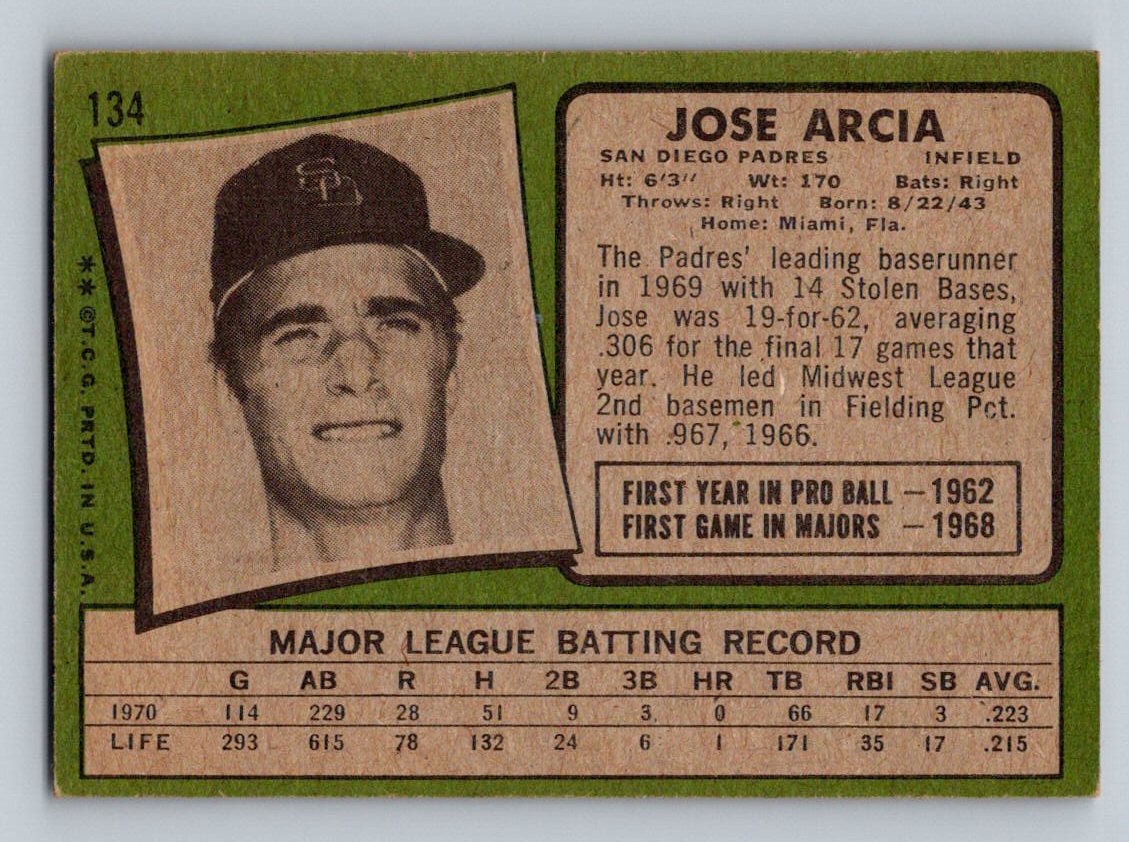 134
SD
**©T.C.G. PRTD. IN U.S.A.
JOSE ARCIA
SAN DIEGO PADRES INFIELD
Ht: 6'3" Wt: 170 Bats: Right
Throws: Right Born: 8/22/43
Home: Miami, Fla.
The Padres' leading baserunner
in 1969 with 14 Stolen Bases,
Jose was 19-for-62, averaging
.306 for the final 17 games that
year. He led Midwest League
2nd basemen in Fielding Pct.
with .967, 1966.
FIRST YEAR IN PRO BALL — 1962
FIRST GAME IN MAJORS — 1968
MAJOR LEAGUE BATTING RECORD
G AB R H 2B 3B HR TB RBI SB AVG.
1970 114 229 28 51 9 3 0 66 17 3 .223
LIFE 293 615 78 132 24 6 1 171 35 17 .215